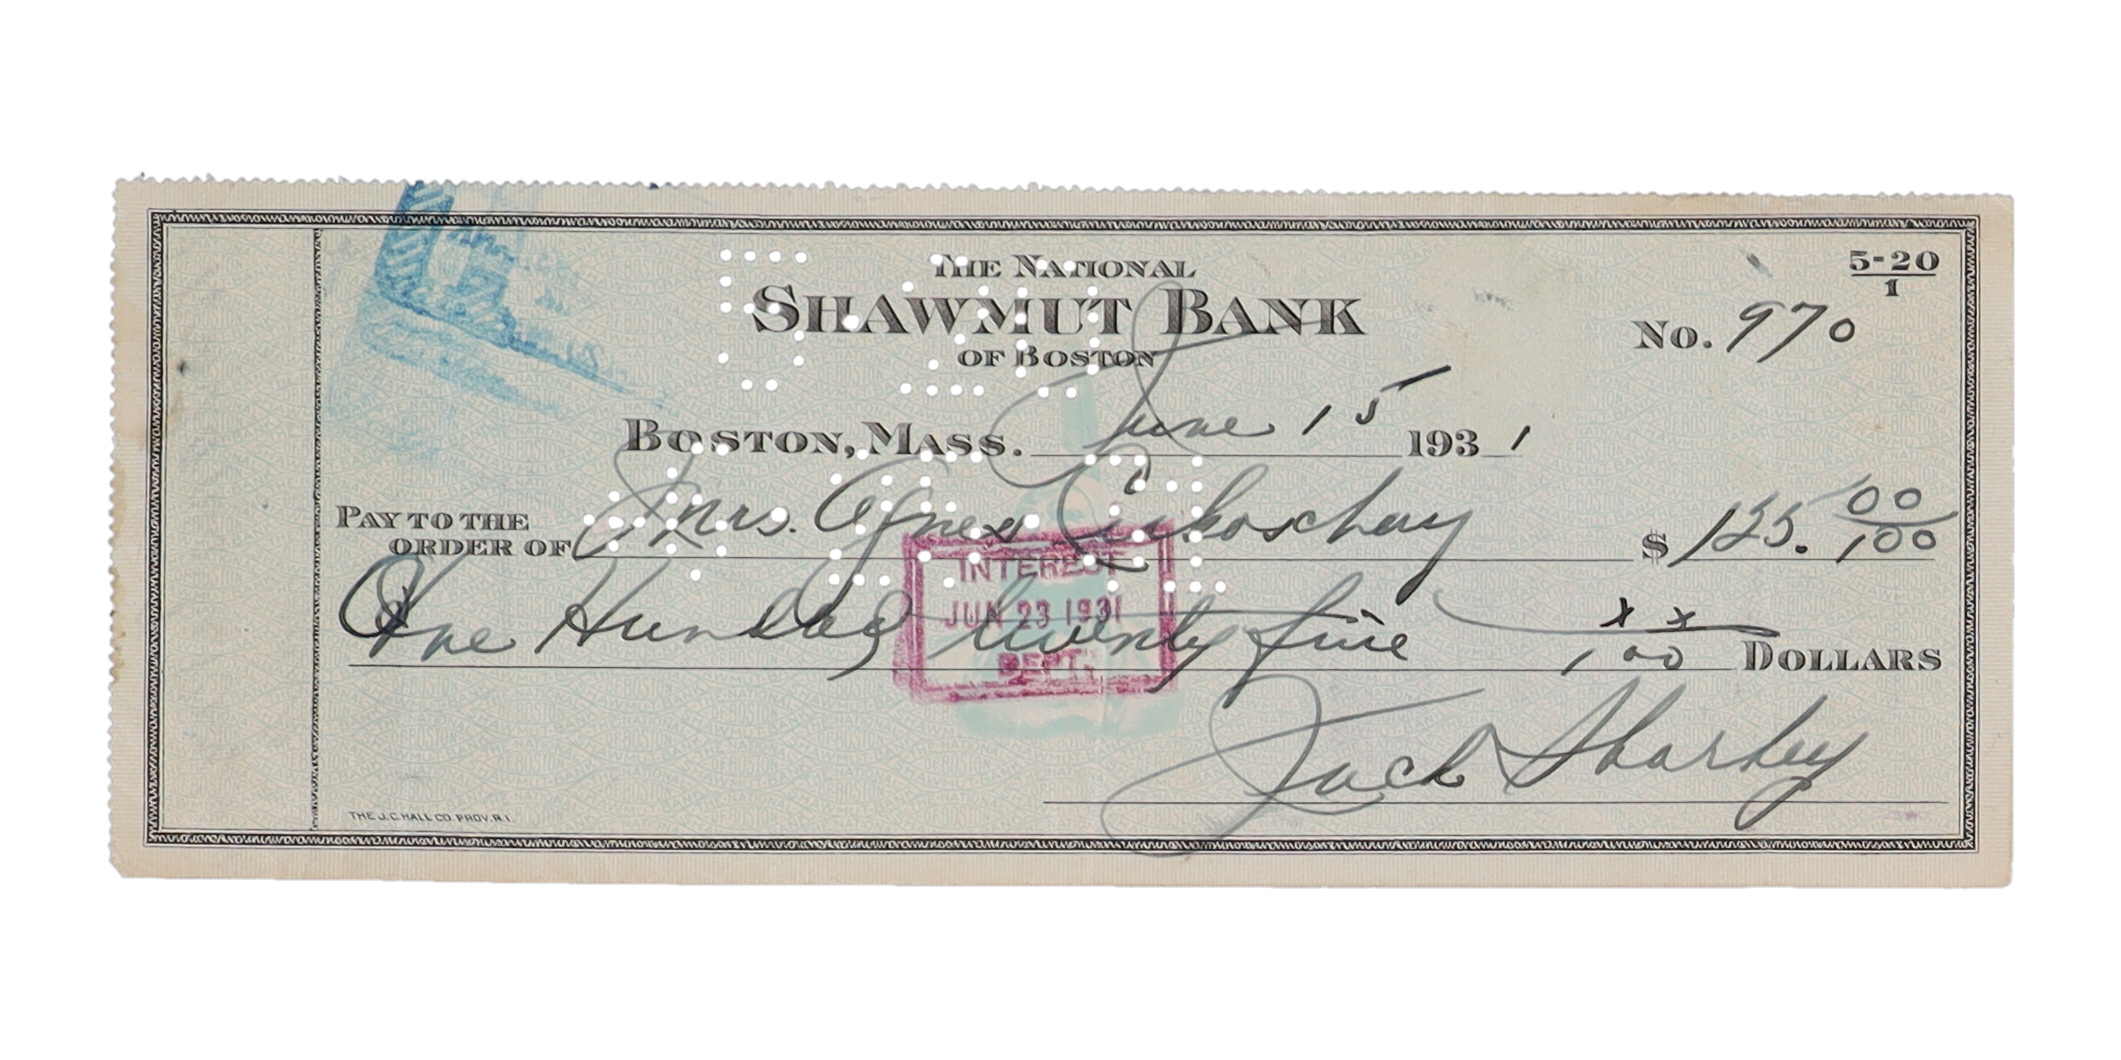 THE NATIONAL
SHAWMUT BANK
OF BOSTON
5-20
1
No. 970
BOSTON, MASS. June 15 1931
PAY TO THE
ORDER OF Mrs. Agnes $125. 00/100
One Hundred twenty five xx/100 DOLLARS
INTEREST
JUN 23 1931
DEPT.
Jack Sharkey
THE J.C. HALL CO. PROV. R.I.